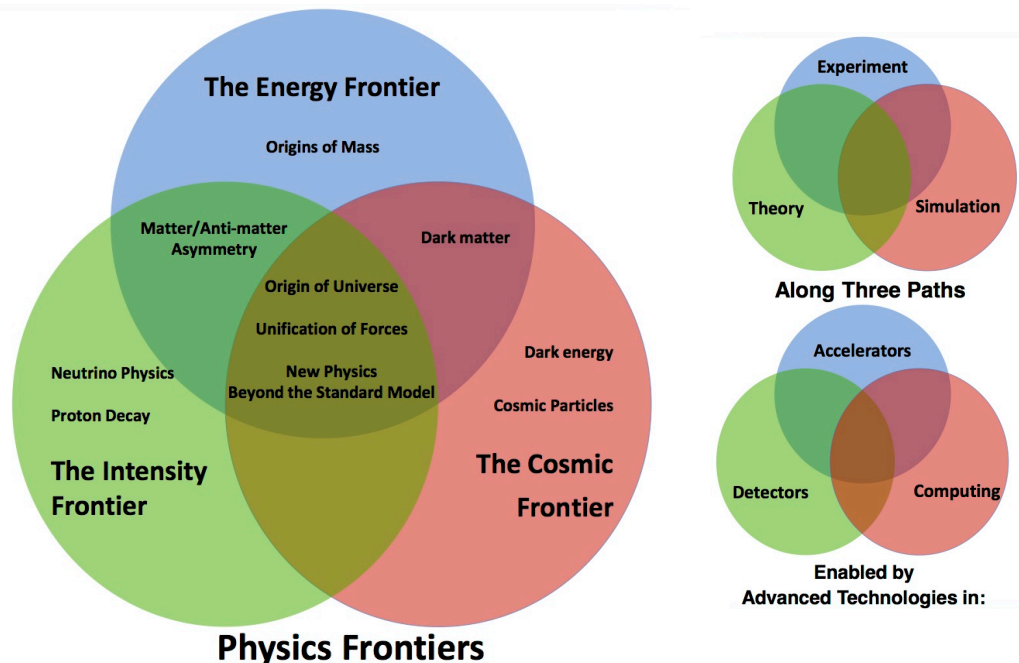 The Energy Frontier
Origins of Mass
Matter/Anti-matter
Asymmetry
Dark matter
Origin of Universe
Unification of Forces
New Physics
Beyond the Standard Model
Neutrino Physics
Proton Decay
The Intensity
Frontier
Dark energy
Cosmic Particles
The Cosmic
Frontier
Physics Frontiers
Experiment
Theory
Simulation
Along Three Paths
Accelerators
Detectors
Computing
Enabled by
Advanced Technologies in: